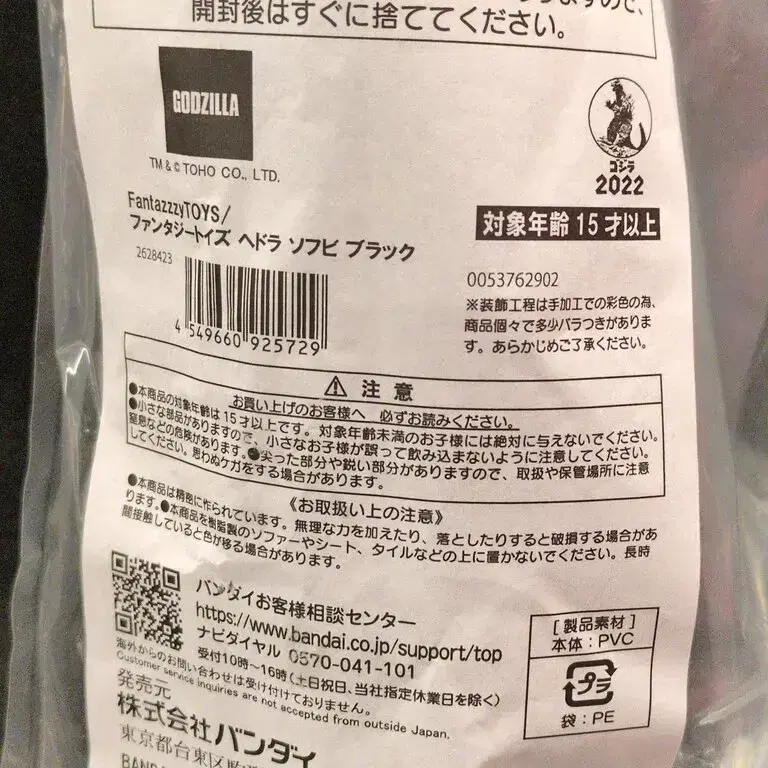 開封後はすぐに捨ててください。
GODZILLA
TM & © TOHO CO., LTD.
ゴジラ
2022
FantazzzyTOYS/
ファンタジートイズ ヘドラ ソフビ ブラック
2628423
4 549660 925729
対象年齢 15才以上
0053762902
※装飾工程は手加工での彩色の為、
商品個々で多少バラつきがありま
す。あらかじめご了承ください。
⚠ 注意
お買い上げのお客様へ 必ずお読みください。
●本商品の対象年齢は15才以上です。対象年齢未満のお子様には絶対に与えないでください。
●小さな部品がありますので、小さなお子様が誤って飲み込まないように注意してください。
窒息などの危険があります。●尖った部分や鋭い部分がありますので、取扱や保管場所に注意
してください。思わぬケガをする場合があります。
《お取扱い上の注意》
●本商品は精密に作られています。無理な力を加えたり、落としたりすると破損する場合があ
ります。●本商品を樹脂製のソファーやシート、タイルなどの上に置かないでください。長時
間接触していると色が移る場合があります。
バンダイお客様相談センター
https://www.bandai.co.jp/support/top
ナビダイヤル 0570-041-101
受付10時～16時(土日祝日、当社指定休業日を除く)
海外からのお問い合わせは受け付けておりません。
Customer service inquiries are not accepted from outside Japan.
発売元
株式会社バンダイ
東京都台東区駒
BANDA
[製品素材]
本体：PVC
プラ
袋：PE